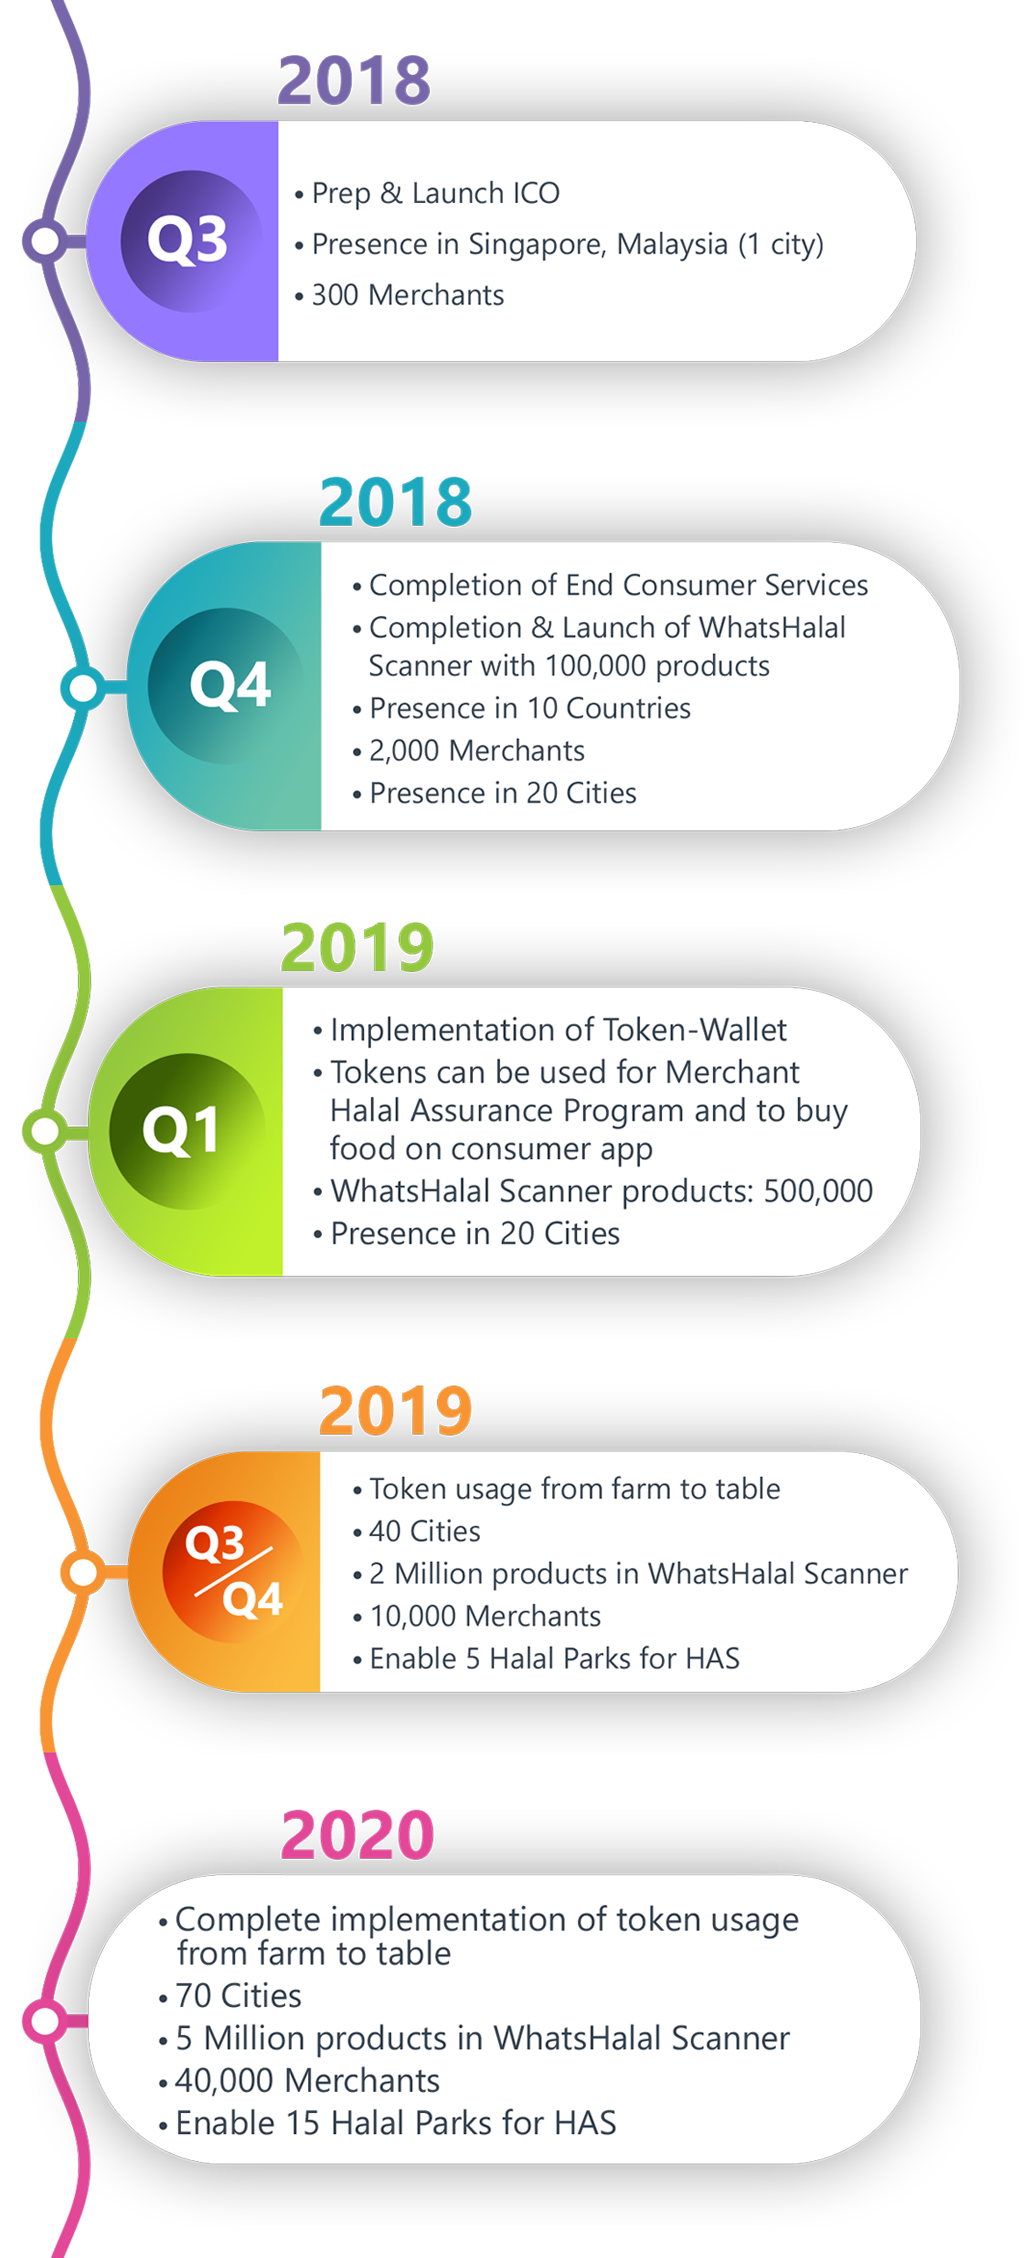 2018
Q3
• Prep & Launch ICO
• Presence in Singapore, Malaysia (1 city)
• 300 Merchants
2018
Q4
• Completion of End Consumer Services
• Completion & Launch of WhatsHalal
Scanner with 100,000 products
• Presence in 10 Countries
• 2,000 Merchants
• Presence in 20 Cities
2019
Q1
• Implementation of Token-Wallet
• Tokens can be used for Merchant
Halal Assurance Program and to buy
food on consumer app
• WhatsHalal Scanner products: 500,000
• Presence in 20 Cities
2019
Q3
Q4
• Token usage from farm to table
• 40 Cities
• 2 Million products in WhatsHalal Scanner
• 10,000 Merchants
• Enable 5 Halal Parks for HAS
2020
• Complete implementation of token usage
from farm to table
• 70 Cities
• 5 Million products in WhatsHalal Scanner
• 40,000 Merchants
• Enable 15 Halal Parks for HAS